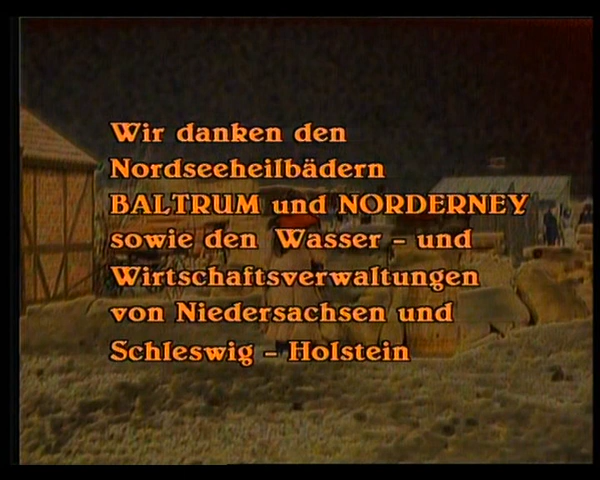 Wir danken den
Nordseeheilbädern
BALTRUM und NORDERNEY
sowie den Wasser - und
Wirtschaftsverwaltungen
von Niedersachsen und
Schleswig - Holstein